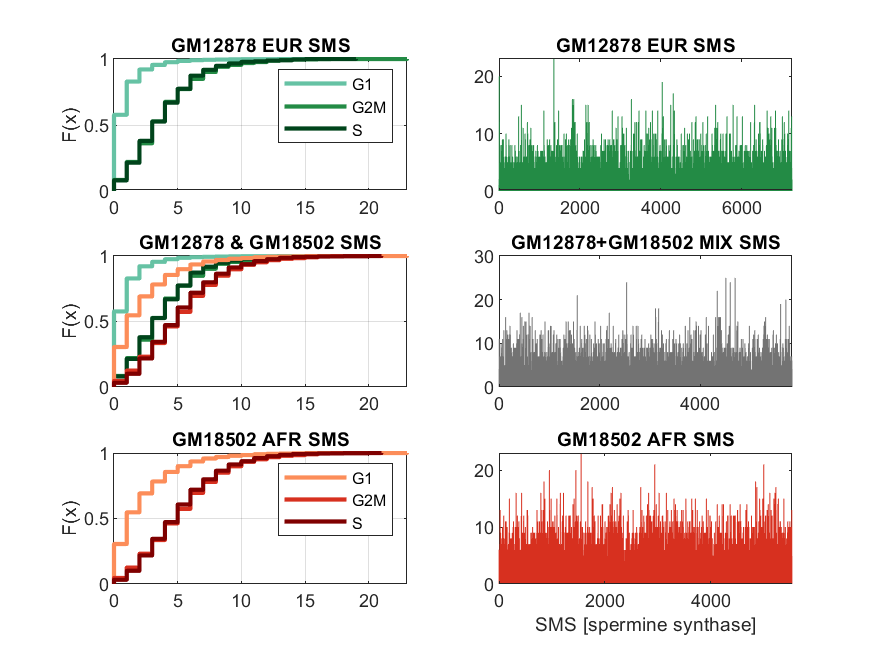 GM12878 EUR SMS
1
0.5
0
F(x)
0 5 10 15 20
G1
G2M
S
GM12878 EUR SMS
20
10
0
0 2000 4000 6000
GM12878 & GM18502 SMS
1
0.5
0
F(x)
0 5 10 15 20
GM12878+GM18502 MIX SMS
30
20
10
0
0 2000 4000
GM18502 AFR SMS
1
0.5
0
F(x)
0 5 10 15 20
G1
G2M
S
GM18502 AFR SMS
20
10
0
0 2000 4000
SMS [spermine synthase]